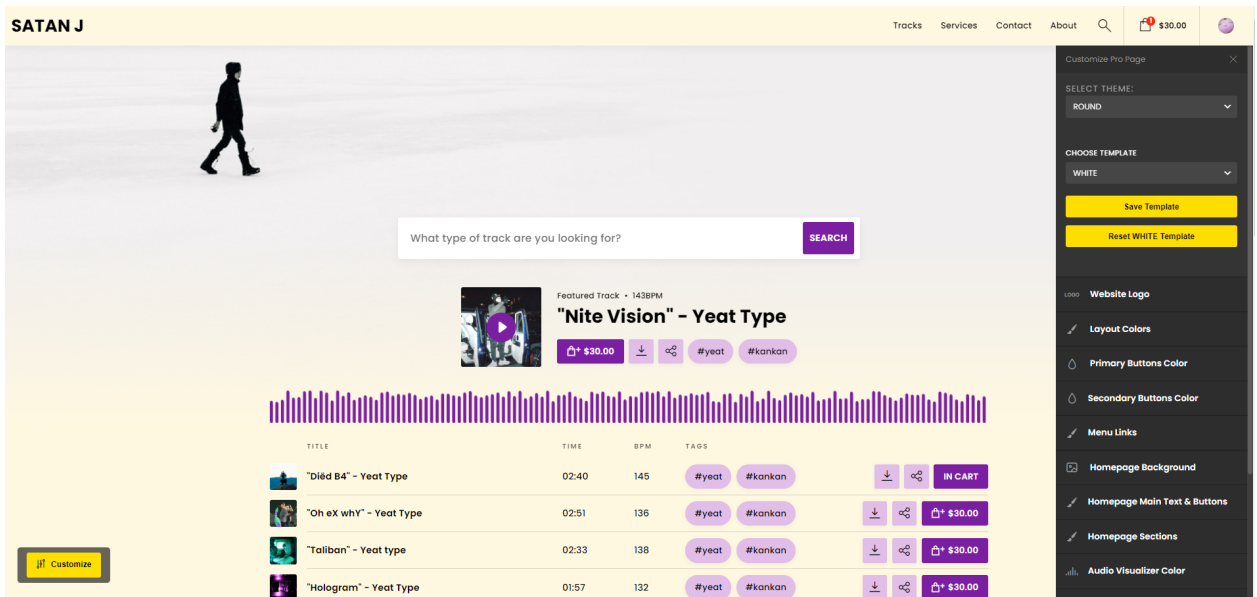 SATAN J
Tracks Services Contact About 1 $30.00
Customize Pro Page
SELECT THEME:
ROUND
CHOOSE TEMPLATE
WHITE
Save Template
Reset WHITE Template
LOGO Website Logo
Layout Colors
Primary Buttons Color
Secondary Buttons Color
Menu Links
Homepage Background
Homepage Main Text & Buttons
Homepage Sections
Audio Visualizer Color
What type of track are you looking for? SEARCH
Featured Track • 143BPM
"Nite Vision" - Yeat Type
+ $30.00 #yeat #kankan
TITLE TIME BPM TAGS
"Diëd B4" - Yeat Type 02:40 145 #yeat #kankan IN CART
"Oh eX whY" - Yeat Type 02:51 136 #yeat #kankan + $30.00
"Taliban" - Yeat type 02:33 138 #yeat #kankan + $30.00
"Hologram" - Yeat Type 01:57 132 #yeat #kankan + $30.00
Customize